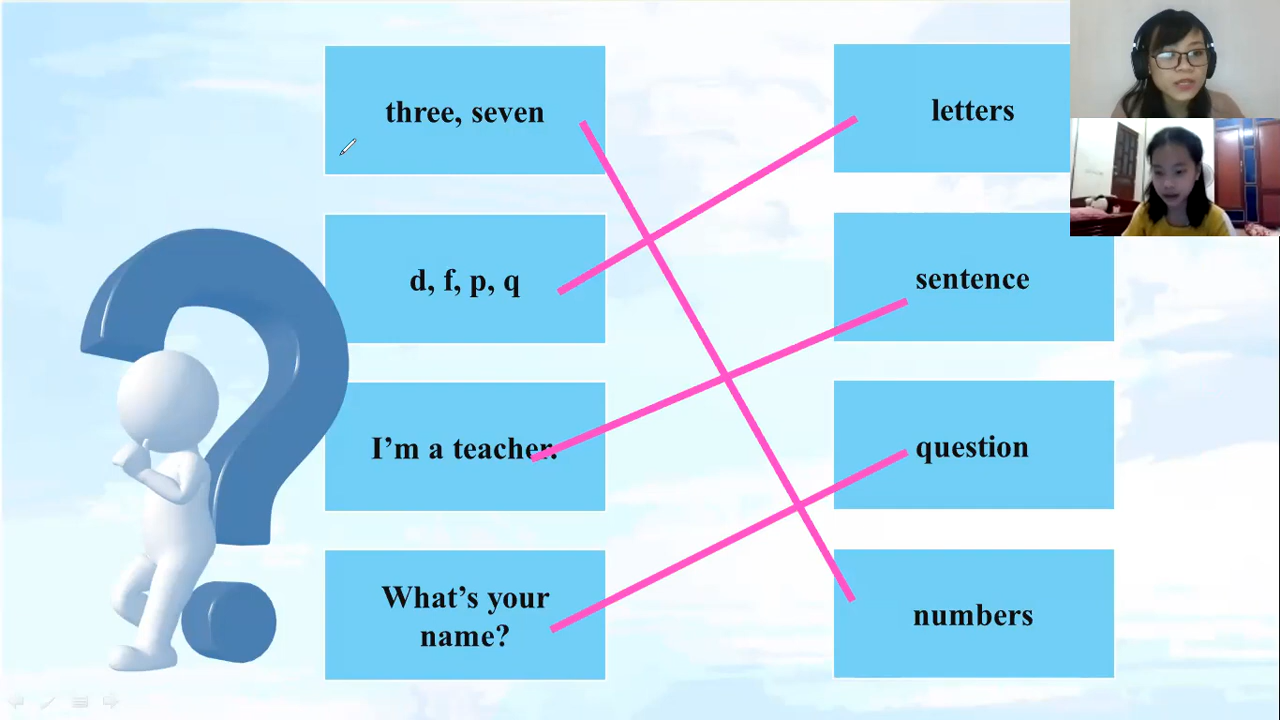 three, seven
letters
d, f, p, q
sentence
I'm a teacher.
question
What's your
name?
numbers